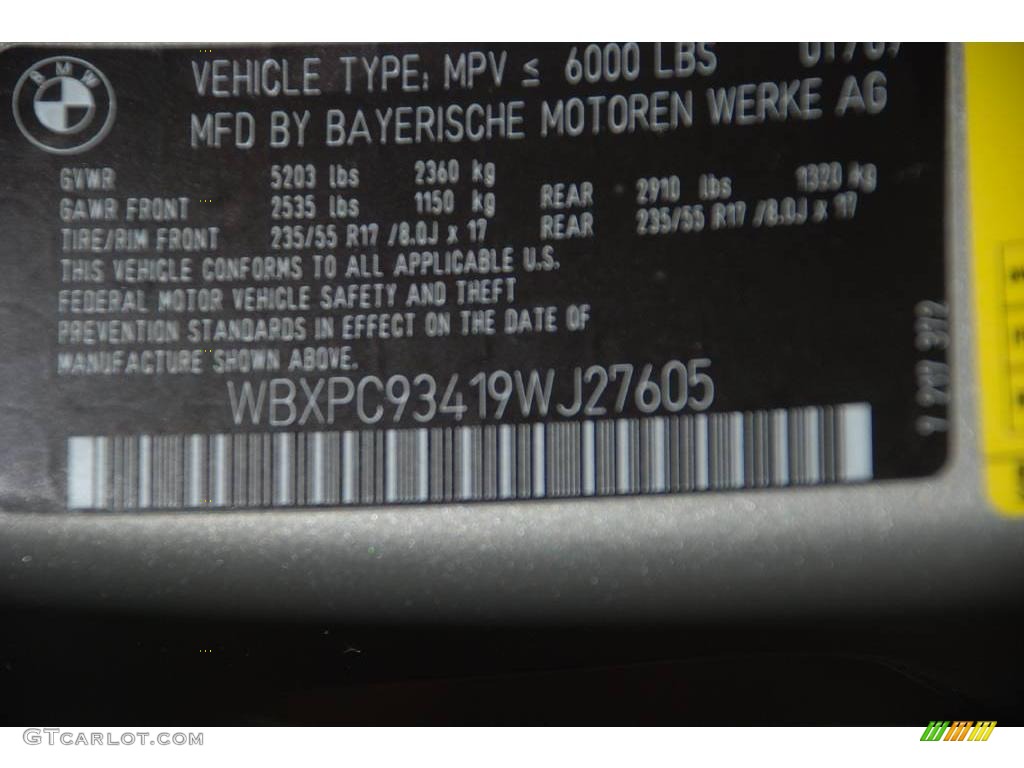 BMW
VEHICLE TYPE: MPV ≤ 6000 LBS 01/09
MFD BY BAYERISCHE MOTOREN WERKE AG
GVWR 5203 lbs 2360 kg
GAWR FRONT 2535 lbs 1150 kg REAR 2910 lbs 1320 kg
TIRE/RIM FRONT 235/55 R17 /8.0J x 17 REAR 235/55 R17 /8.0J x 17
THIS VEHICLE CONFORMS TO ALL APPLICABLE U.S.
FEDERAL MOTOR VEHICLE SAFETY AND THEFT
PREVENTION STANDARDS IN EFFECT ON THE DATE OF
MANUFACTURE SHOWN ABOVE.
WBXPC93419WJ27605
GTCARLOT.COM